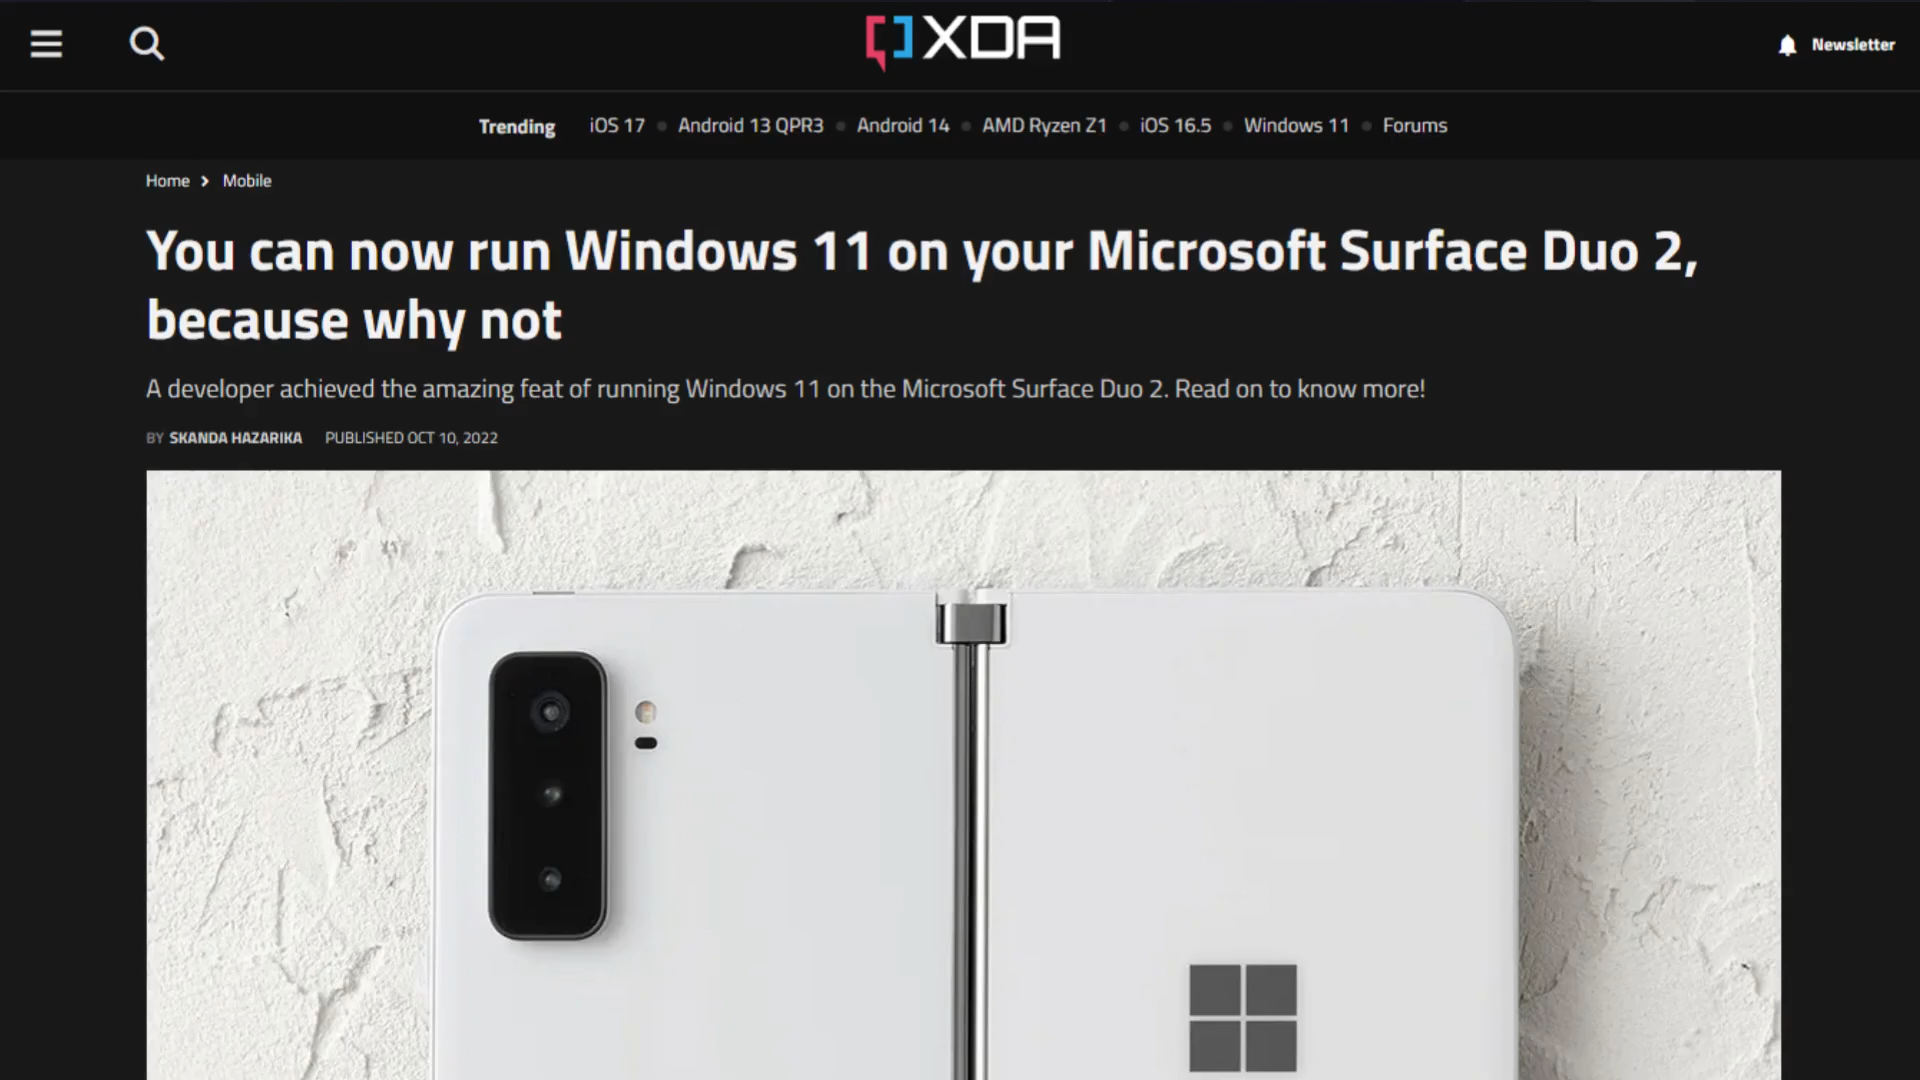 XDA
Newsletter
Trending iOS 17 • Android 13 QPR3 • Android 14 • AMD Ryzen Z1 • iOS 16.5 • Windows 11 • Forums
Home > Mobile
You can now run Windows 11 on your Microsoft Surface Duo 2,
because why not
A developer achieved the amazing feat of running Windows 11 on the Microsoft Surface Duo 2. Read on to know more!
BY SKANDA HAZARIKA PUBLISHED OCT 10, 2022